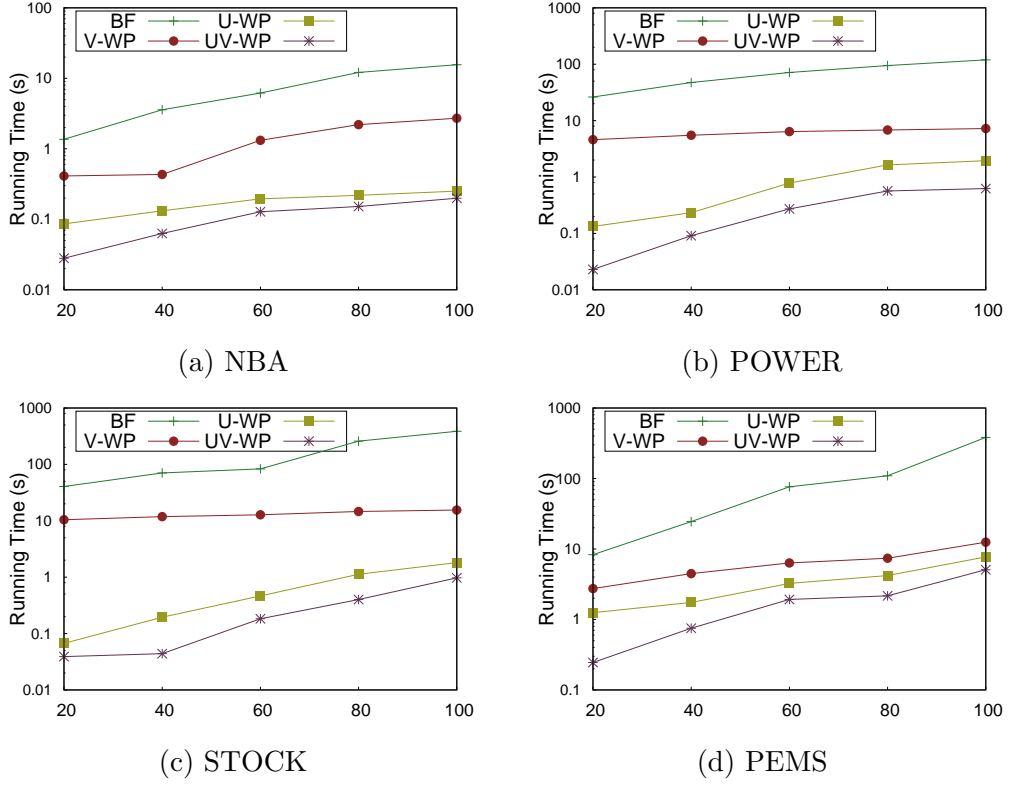 100
10
1
0.1
0.01
Running Time (s)
BF U-WP
V-WP UV-WP
20 40 60 80 100
(a) NBA
1000
100
10
1
0.1
0.01
Running Time (s)
BF U-WP
V-WP UV-WP
20 40 60 80 100
(b) POWER
1000
100
10
1
0.1
0.01
Running Time (s)
BF U-WP
V-WP UV-WP
20 40 60 80 100
(c) STOCK
1000
100
10
1
0.1
Running Time (s)
BF U-WP
V-WP UV-WP
20 40 60 80 100
(d) PEMS